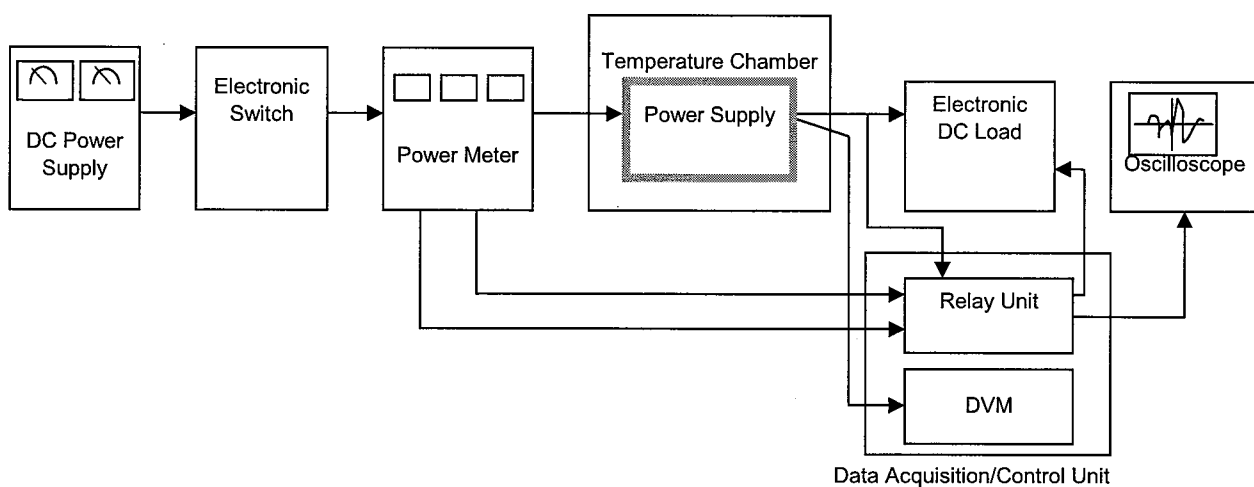 DC Power
Supply
Electronic
Switch
Power Meter
Temperature Chamber
Power Supply
Electronic
DC Load
Oscilloscope
Relay Unit
DVM
Data Acquisition/Control Unit